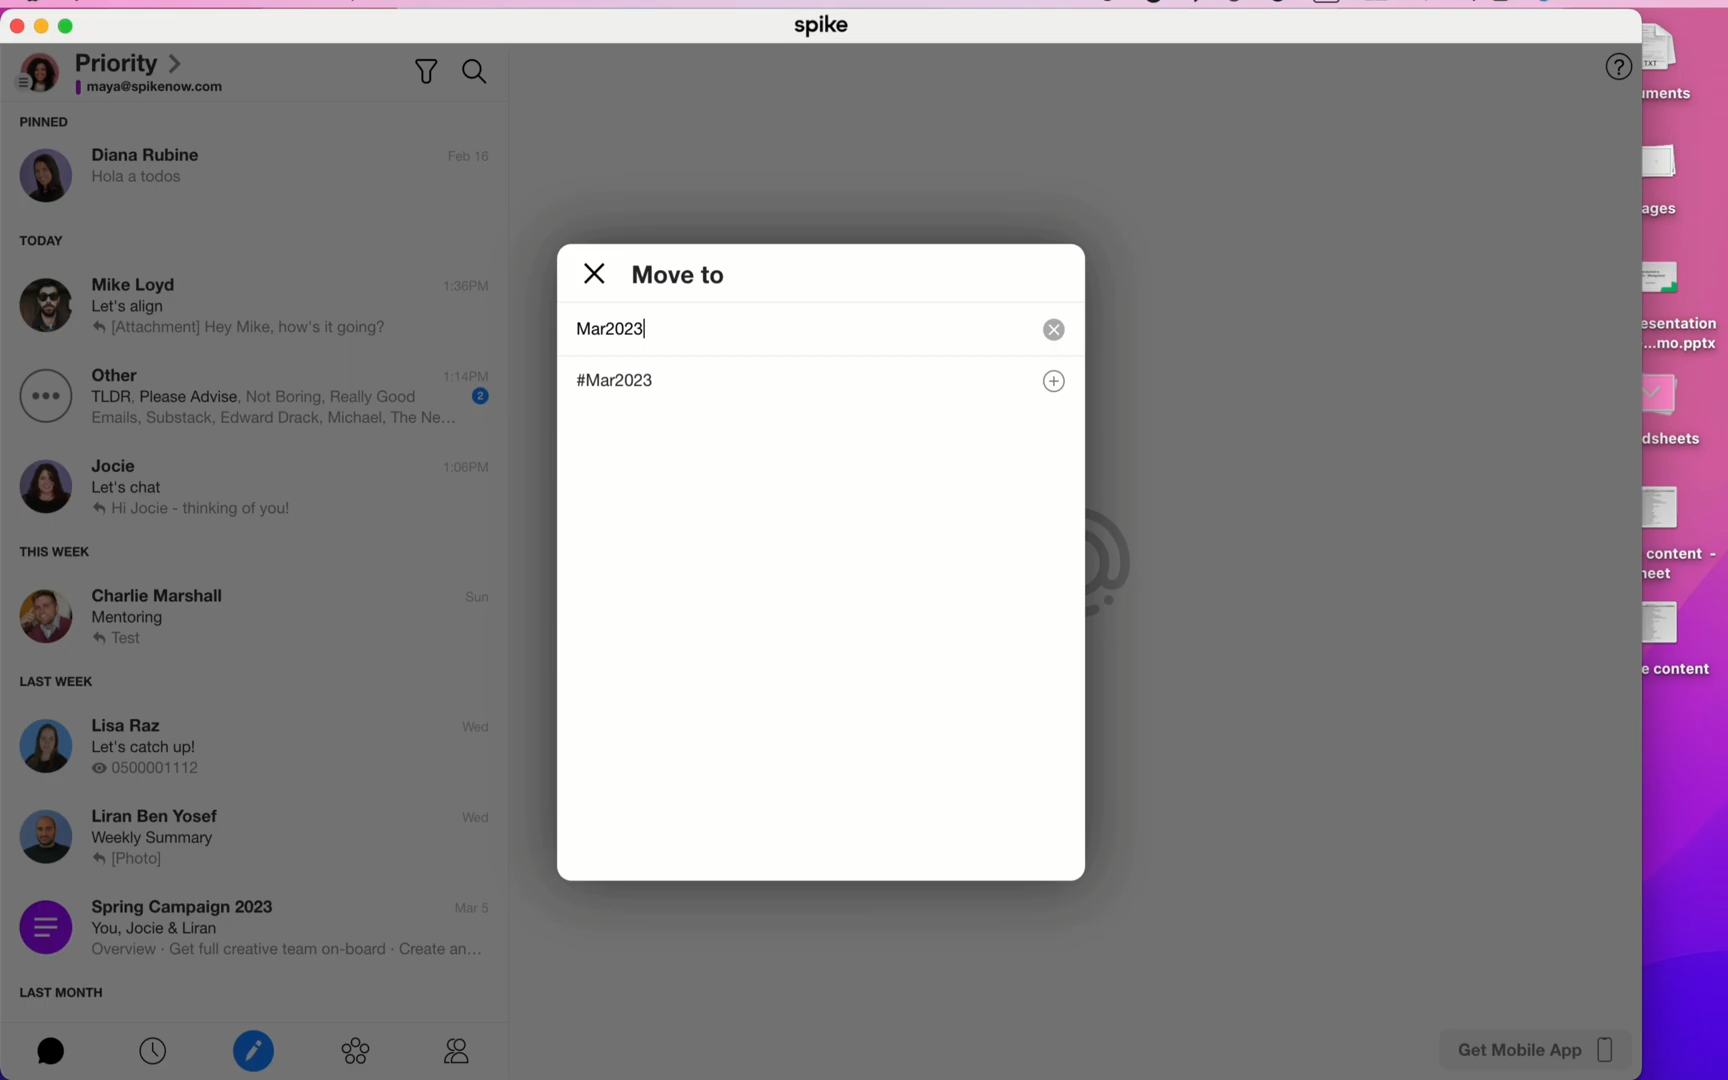 spike
Priority
maya@spikenow.com
PINNED
Diana Rubine
Feb 16
Hola a todos
TODAY
Mike Loyd
1:36PM
Let's align
[Attachment] Hey Mike, how's it going?
Other
1:14PM
TLDR, Please Advise, Not Boring, Really Good
2
Emails, Substack, Edward Drack, Michael, The Ne…
Jocie
1:06PM
Let's chat
Hi Jocie - thinking of you!
THIS WEEK
Charlie Marshall
Sun
Mentoring
Test
LAST WEEK
Lisa Raz
Wed
Let's catch up!
0500001112
Liran Ben Yosef
Wed
Weekly Summary
[Photo]
Spring Campaign 2023
Mar 5
You, Jocie & Liran
Overview · Get full creative team on-board · Create an…
LAST MONTH
Move to
Mar2023
#Mar2023
?
Get Mobile App
TXT
uments
ages
esentation
...mo.pptx
dsheets
content -
heet
e content